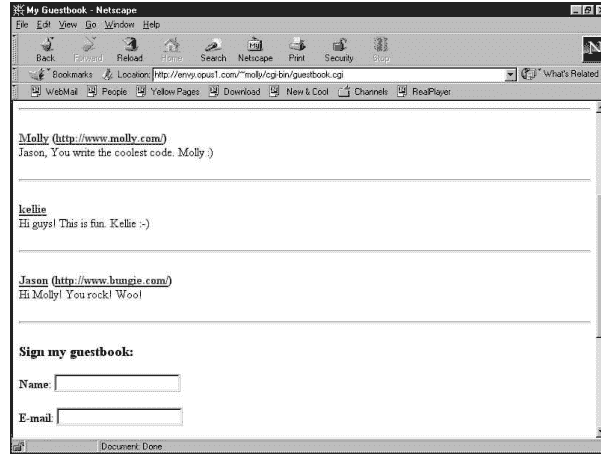 My Guestbook - Netscape
File Edit View Go Window Help
Back Forward Reload Home Search Netscape Print Security Stop
Bookmarks Location: http://envy.opus1.com/~molly/cgi-bin/guestbook.cgi What's Related
WebMail People Yellow Pages Download New & Cool Channels RealPlayer
Molly (http://www.molly.com/)
Jason, You write the coolest code. Molly :)
kellie
Hi guys! This is fun. Kellie :-)
Jason (http://www.bungie.com/)
Hi Molly! You rock! Woo!
Sign my guestbook:
Name:
E-mail:
Document: Done